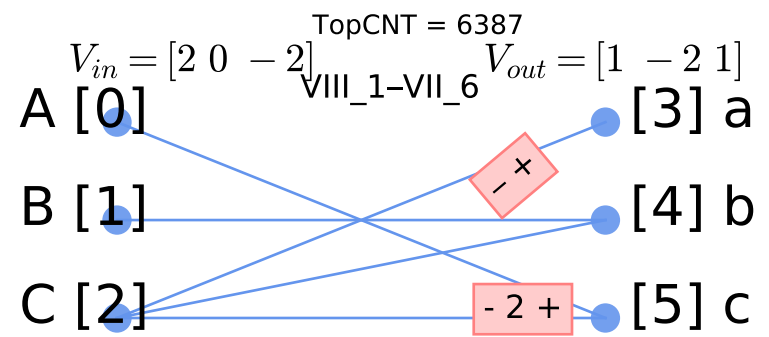 TopCNT = 6387
V_in = [2 0 − 2] V_out = [1 − 2 1]
VIII_1–VII_6
A [0] [3] a
– +
B [1] [4] b
C [2] - 2 + [5] c